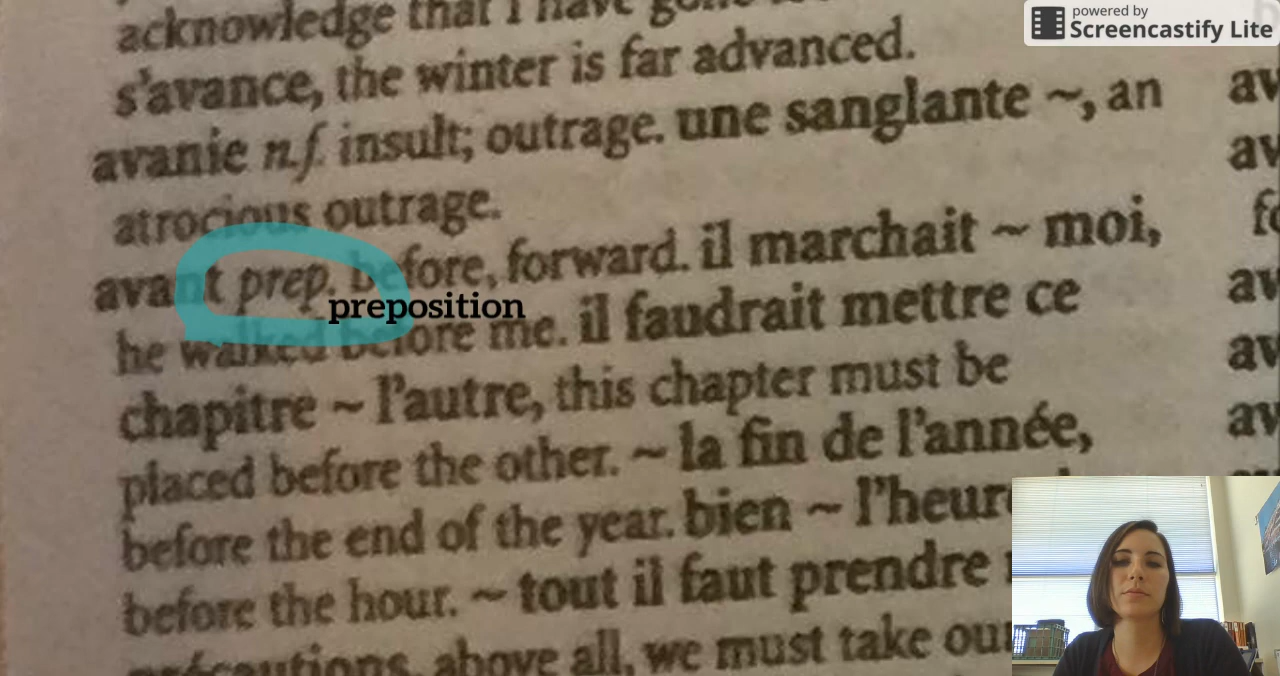 acknowledge that I have
s'avance, the winter is far advanced.
avanie n.f. insult; outrage. une sanglante ~, an
atrocious outrage.
avant prep. before, forward. il marchait ~ moi,
preposition
he walked before me. il faudrait mettre ce
chapitre ~ l'autre, this chapter must be
placed before the other. ~ la fin de l'année,
before the end of the year. bien ~ l'heure
before the hour. ~ tout il faut prendre
précautions, above all, we must take our
av
av
fo
av
av
av
powered by
Screencastify Lite